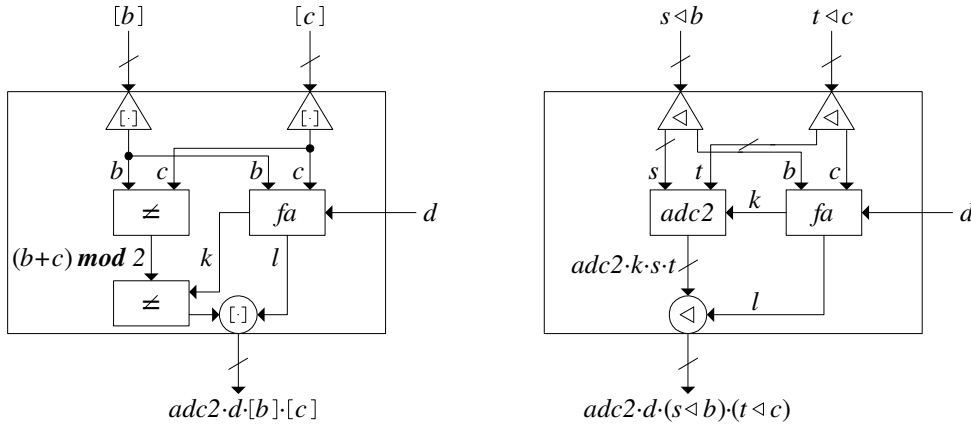 [b] [c] s◁b t◁c
[·] [·] ◁ ◁
b c b c s t b c
≠ fa d adc2 k fa d
(b+c) mod 2 k l adc2·k·s·t
≠ [·] ◁ l
adc2·d·[b]·[c] adc2·d·(s◁b)·(t◁c)